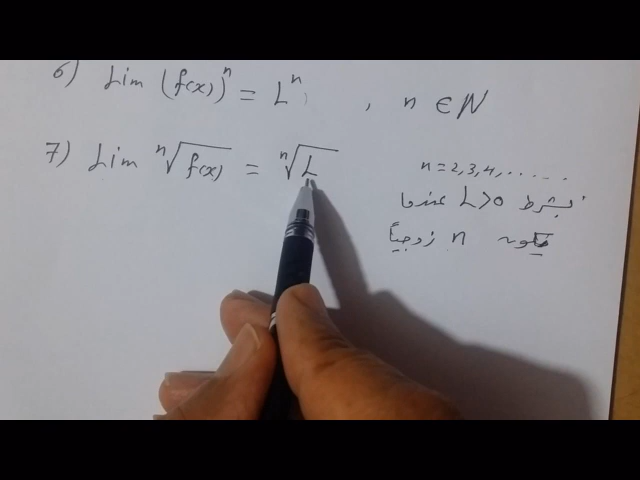 6) Lim (f(x))ⁿ = Lⁿ , n ∈ N
7) Lim ⁿ√f(x) = ⁿ√L
n = 2, 3, 4, ......
بشرط L>0 عندما
يكون n زوجياً